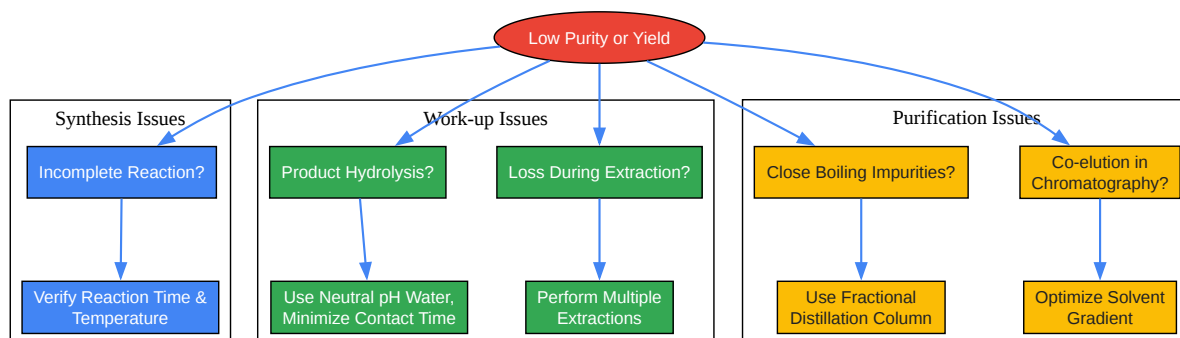 Low Purity or Yield
Synthesis Issues
Work-up Issues
Purification Issues
Incomplete Reaction?
Product Hydrolysis?
Loss During Extraction?
Close Boiling Impurities?
Co-elution in
Chromatography?
Verify Reaction Time &
Temperature
Use Neutral pH Water,
Minimize Contact Time
Perform Multiple
Extractions
Use Fractional
Distillation Column
Optimize Solvent
Gradient